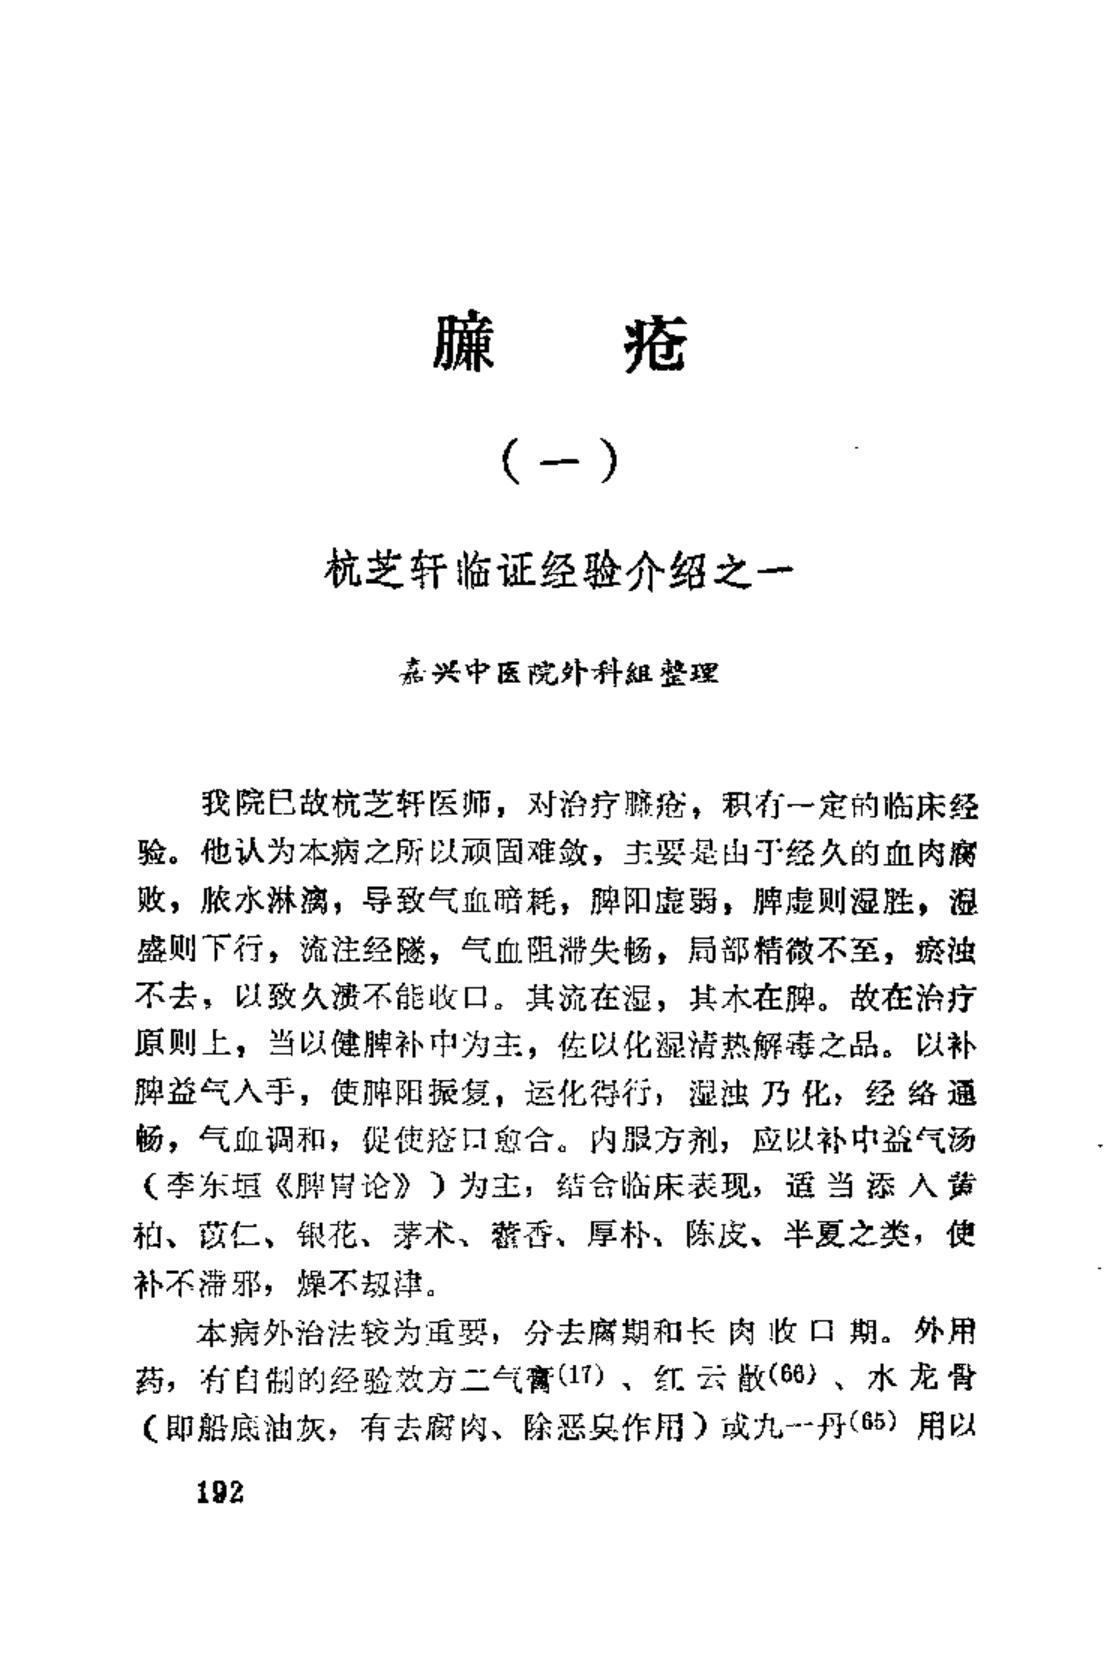 臁 疮
（一）
杭芝轩临证经验介绍之一
嘉兴中医院外科組整理
我院已故杭芝轩医师，对治疗臁疮，积有一定的临床经
验。他认为本病之所以顽固难敛，主要是由于经久的血肉腐
败，脓水淋漓，导致气血暗耗，脾阳虚弱，脾虚则湿胜，湿
盛则下行，流注经隧，气血阻滞失畅，局部精微不至，瘀浊
不去，以致久溃不能收口。其流在湿，其本在脾。故在治疗
原则上，当以健脾补中为主，佐以化湿清热解毒之品。以补
脾益气入手，使脾阳振复，运化得行，湿浊乃化，经络通
畅，气血调和，促使疮口愈合。内服方剂，应以补中益气汤
（李东垣《脾胃论》）为主，结合临床表现，适当添入黄
柏、苡仁、银花、茅术、藿香、厚朴、陈皮、半夏之类，使
补不滞邪，燥不劫津。
本病外治法较为重要，分去腐期和长肉收口期。外用
药，有自制的经验效方二气膏(17)、红云散(66)、水龙骨
（即船底油灰，有去腐肉、除恶臭作用）或九一丹(65)用以
192